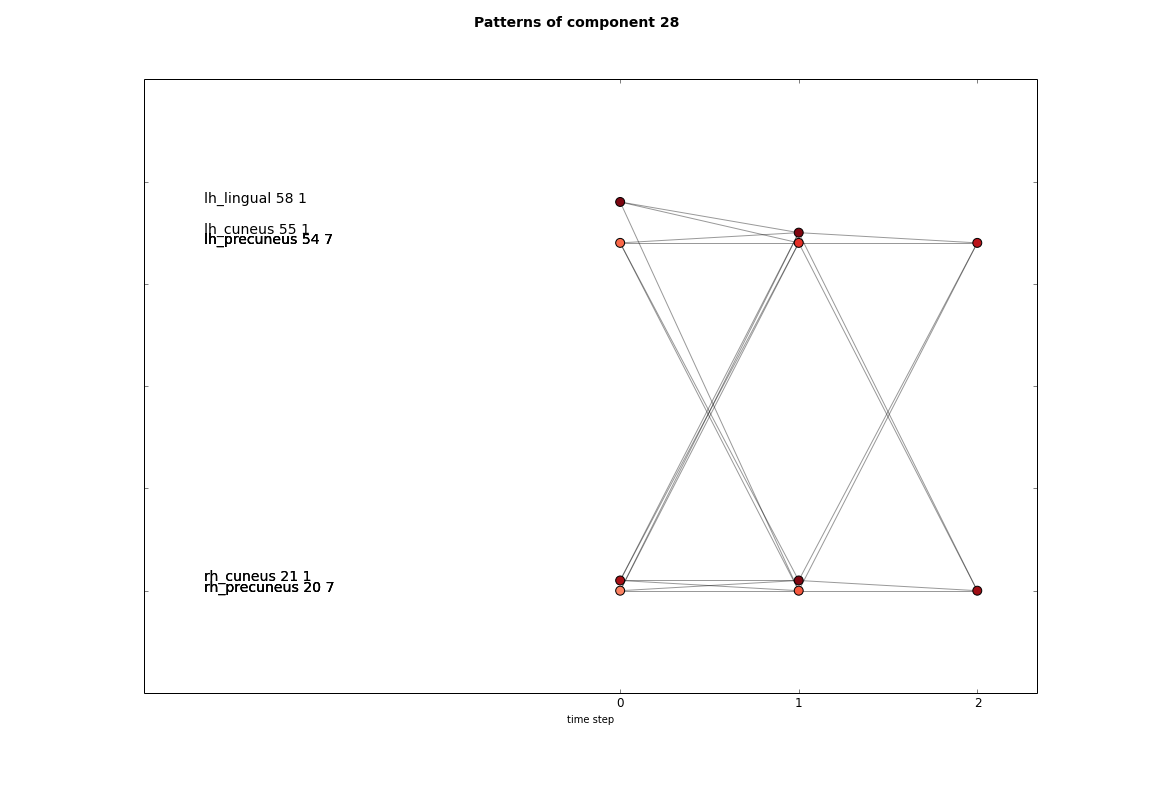 Patterns of component 28
lh_lingual 58 1
lh_cuneus 55 1
lh_precuneus 54 7
rh_cuneus 21 1
rh_precuneus 20 7
0 1 2
time step